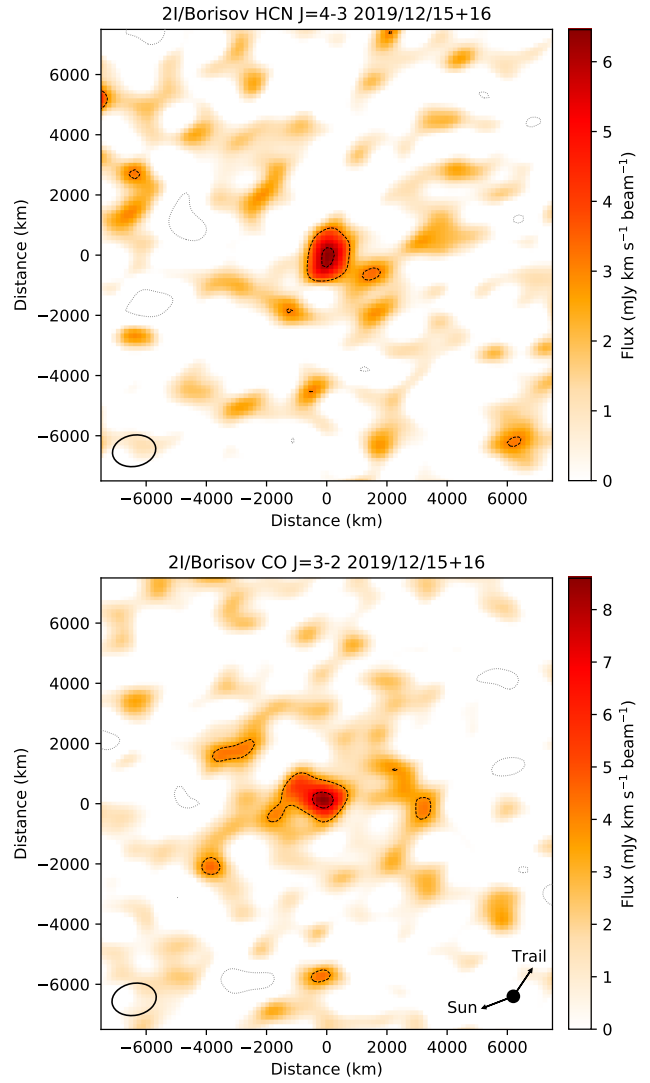 2I/Borisov HCN J=4-3 2019/12/15+16
6000
4000
2000
0
−2000
−4000
−6000
Distance (km)
−6000 −4000 −2000 0 2000 4000 6000
Distance (km)
6
5
4
3
2
1
0
Flux (mJy km s⁻¹ beam⁻¹)
2I/Borisov CO J=3-2 2019/12/15+16
6000
4000
2000
0
−2000
−4000
−6000
Distance (km)
Trail
Sun
−6000 −4000 −2000 0 2000 4000 6000
Distance (km)
8
7
6
5
4
3
2
1
0
Flux (mJy km s⁻¹ beam⁻¹)